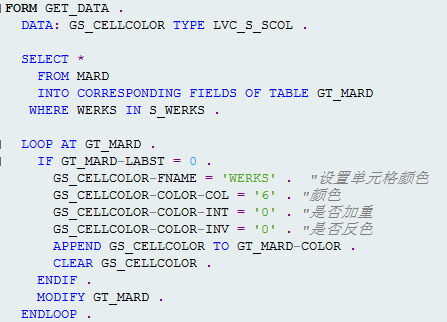 FORM GET_DATA .
DATA: GS_CELLCOLOR TYPE LVC_S_SCOL .
SELECT *
FROM MARD
INTO CORRESPONDING FIELDS OF TABLE GT_MARD
WHERE WERKS IN S_WERKS .
LOOP AT GT_MARD .
IF GT_MARD-LABST = 0 .
GS_CELLCOLOR-FNAME = 'WERKS' . "设置单元格颜色
GS_CELLCOLOR-COLOR-COL = '6' . "颜色
GS_CELLCOLOR-COLOR-INT = '0' . "是否加重
GS_CELLCOLOR-COLOR-INV = '0' . "是否反色
APPEND GS_CELLCOLOR TO GT_MARD-COLOR .
CLEAR GS_CELLCOLOR .
ENDIF .
MODIFY GT_MARD .
ENDLOOP .